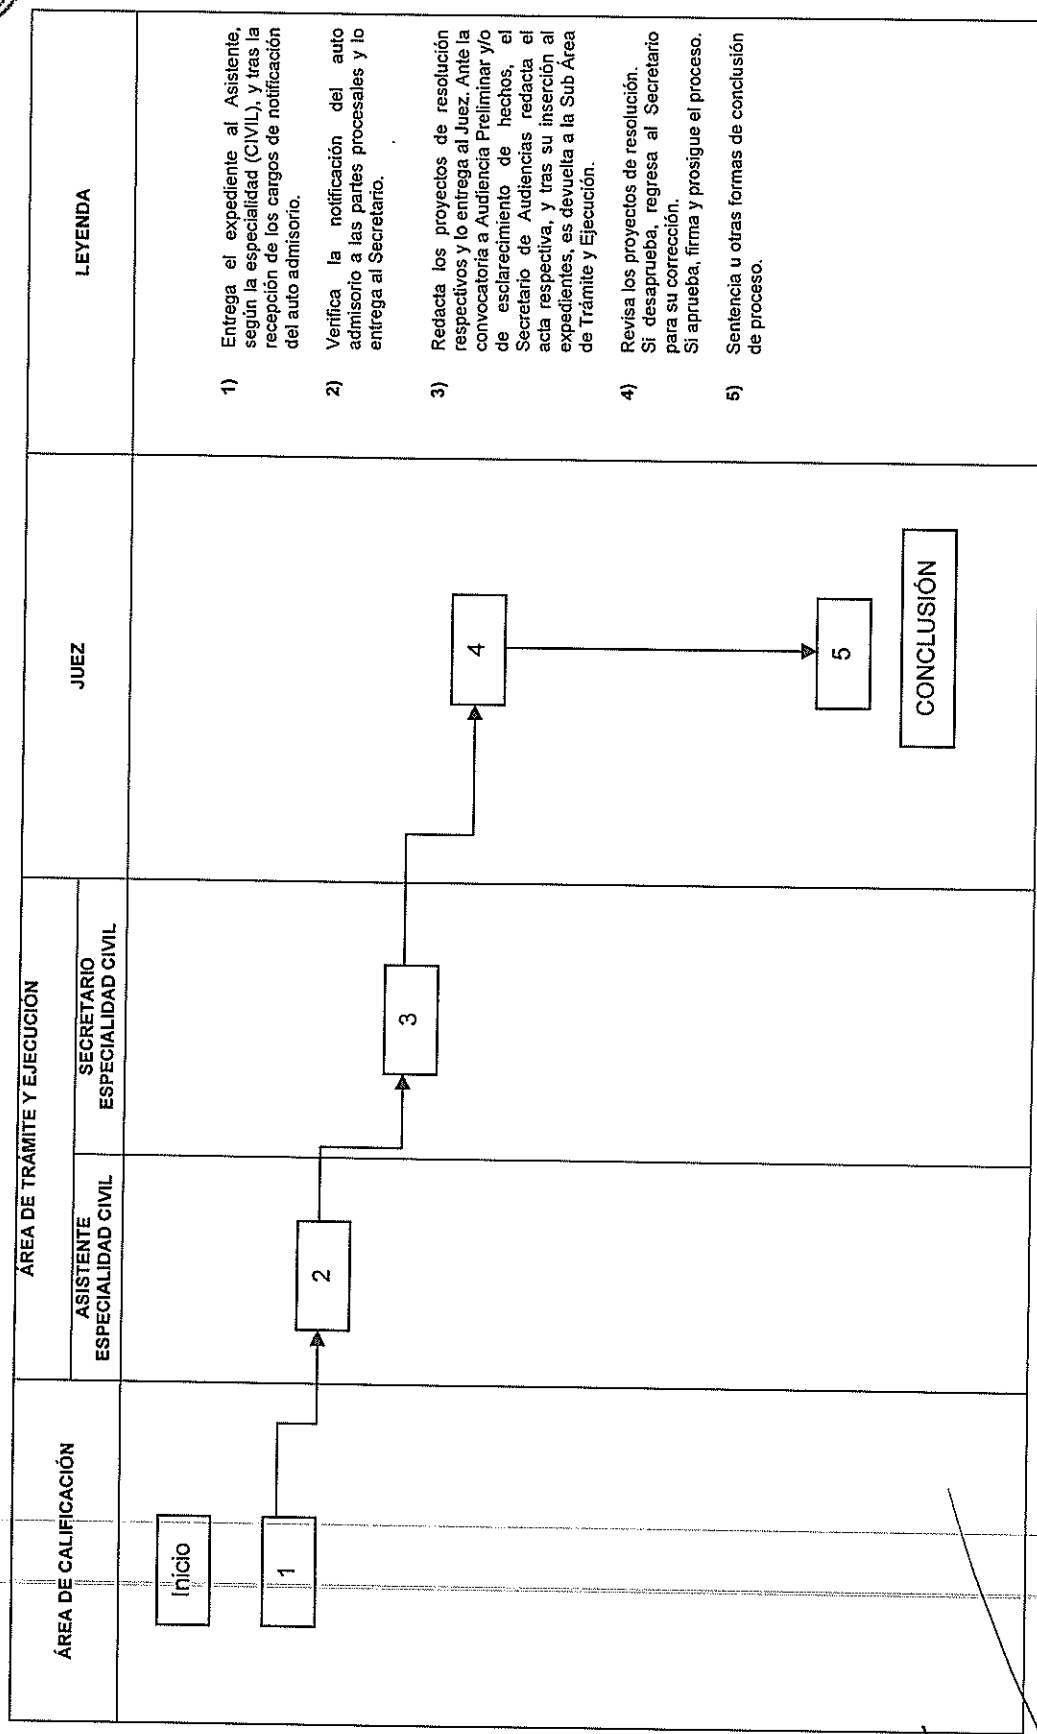 ÁREA DE CALIFICACIÓN
ÁREA DE TRÁMITE Y EJECUCIÓN
ASISTENTE
ESPECIALIDAD CIVIL
SECRETARIO
ESPECIALIDAD CIVIL
JUEZ
LEYENDA
Inicio
1
2
3
4
5
CONCLUSIÓN
1) Entrega el expediente al Asistente,
según la especialidad (CIVIL), y tras la
recepción de los cargos de notificación
del auto admisorio.
2) Verifica la notificación del auto
admisorio a las partes procesales y lo
entrega al Secretario.
3) Redacta los proyectos de resolución
respectivos y lo entrega al Juez. Ante la
convocatoria a Audiencia Preliminar y/o
de esclarecimiento de hechos, el
Secretario de Audiencias redacta el
acta respectiva, y tras su inserción al
expedientes, es devuelta a la Sub Área
de Trámite y Ejecución.
4) Revisa los proyectos de resolución.
Si desaprueba, regresa al Secretario
para su corrección.
Si aprueba, firma y prosigue el proceso.
5) Sentencia u otras formas de conclusión
de proceso.